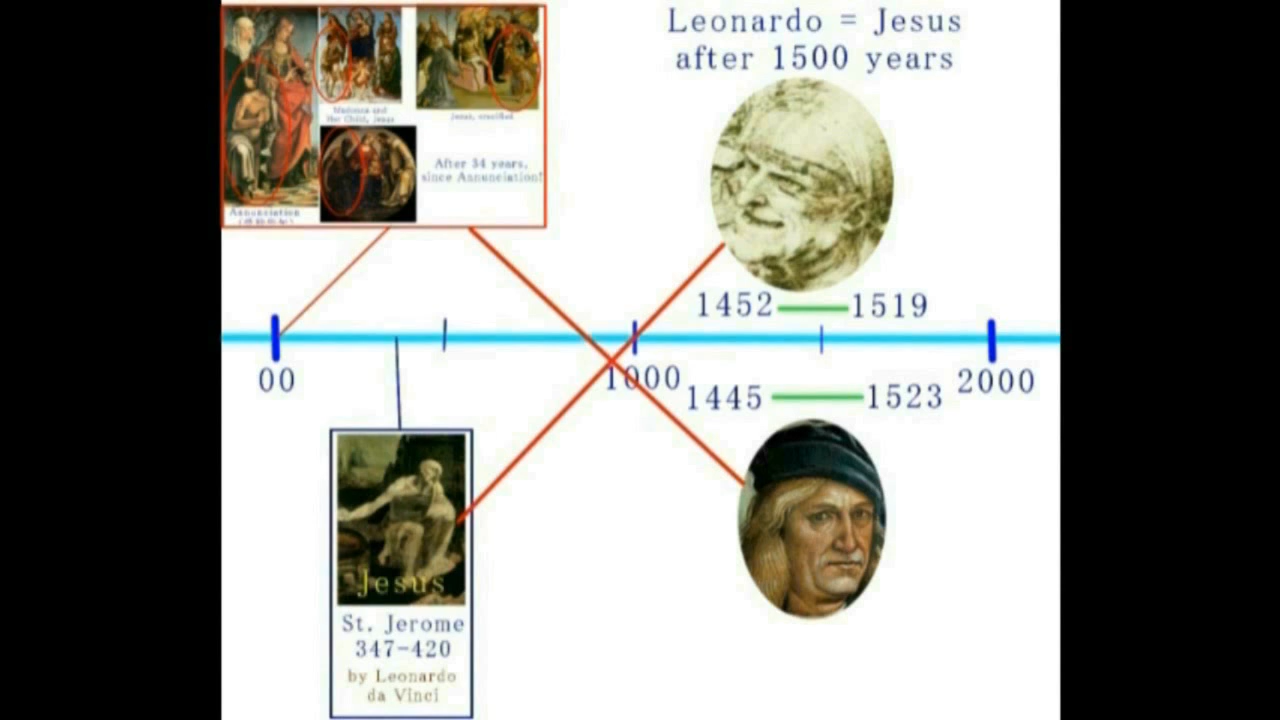 Leonardo = Jesus
after 1500 years
Madonna and
Her Child, Jesus
Jesus, crucified
After 34 years,
since Annunciation!
Annunciation
1452
1519
00
1000
2000
1445
1523
Jesus
St. Jerome
347-420
by Leonardo
da Vinci